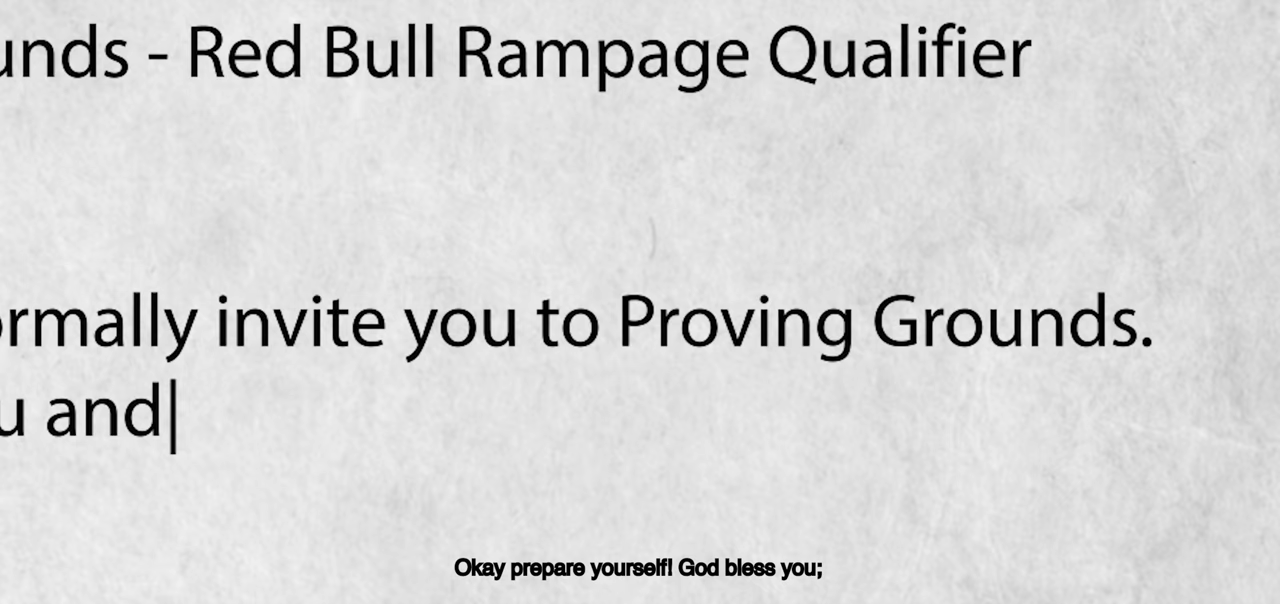 unds - Red Bull Rampage Qualifier
ormally invite you to Proving Grounds.
u and
Okay prepare yourself! God bless you;